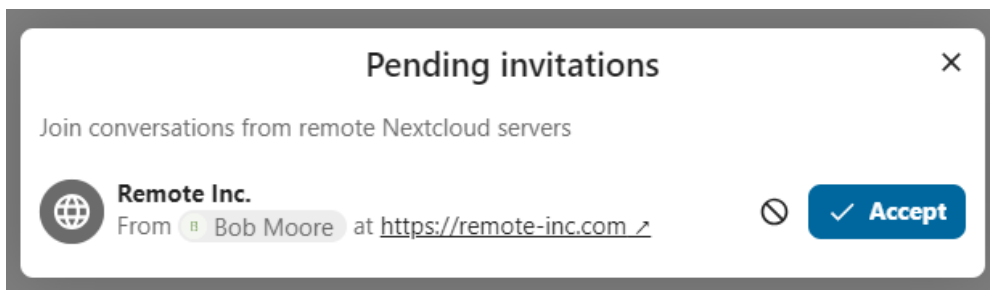 Pending invitations
Join conversations from remote Nextcloud servers
Remote Inc.
From Bob Moore at https://remote-inc.com ↗
Accept